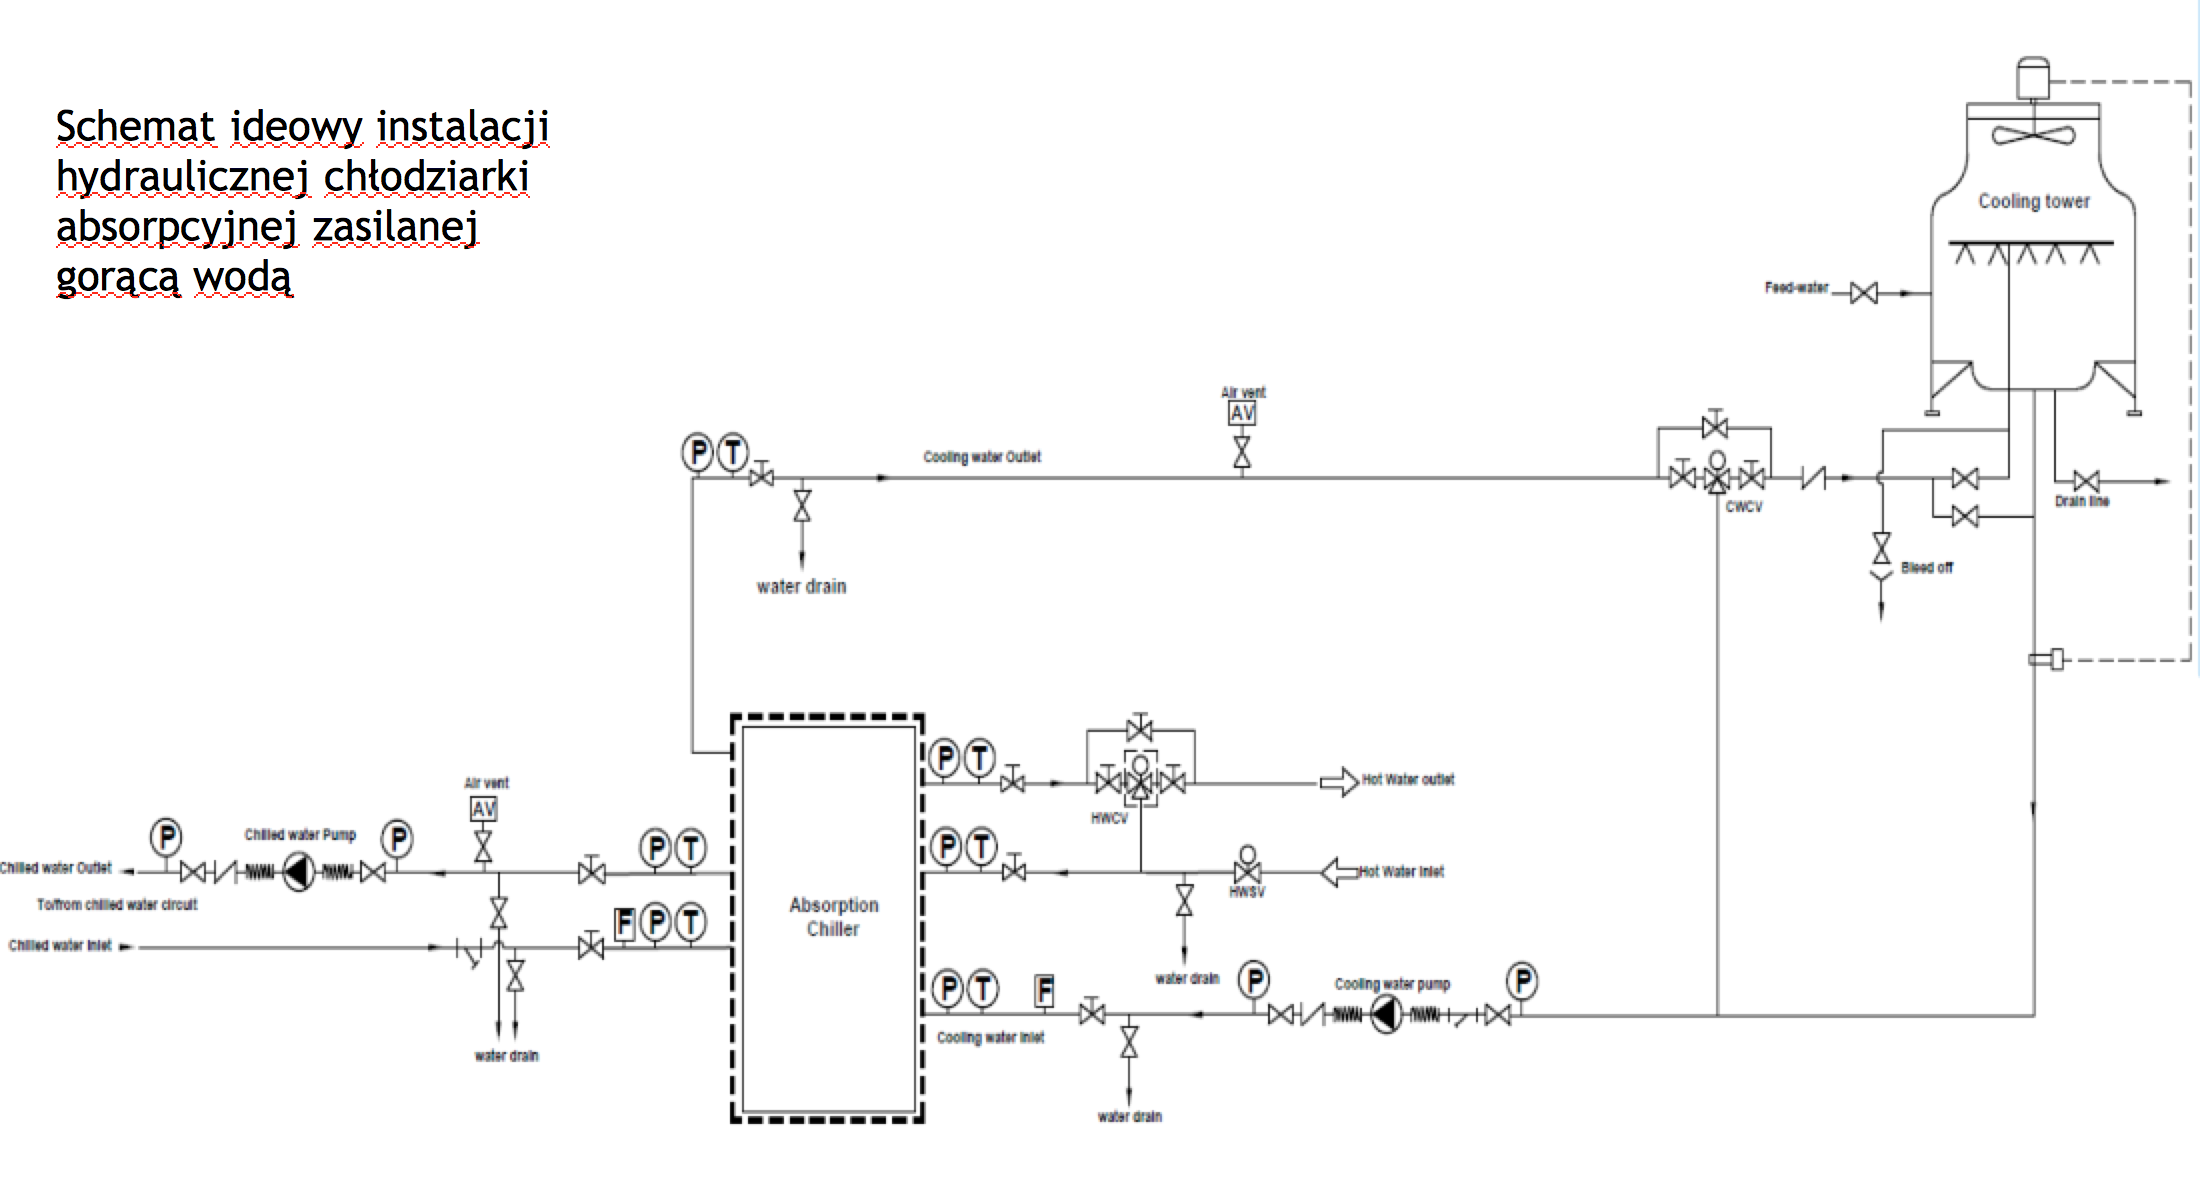 Schemat ideowy instalacji
hydraulicznej chłodziarki
absorpcyjnej zasilanej
gorącą wodą
Cooling tower
Feed-water
Air vent
AV
P T
Cooling water Outlet
CWCV
Drain line
Bleed off
water drain
P T
Hot Water outlet
HWCV
Air vent
AV
P
Chilled water Pump
P
P T
P T
Chilled water Outlet
Hot Water Inlet
HWSV
To/from chilled water circuit
Absorption
Chiller
F P T
Chilled water Inlet
water drain
P T
F
P
Cooling water pump
P
Cooling water Inlet
water drain
water drain